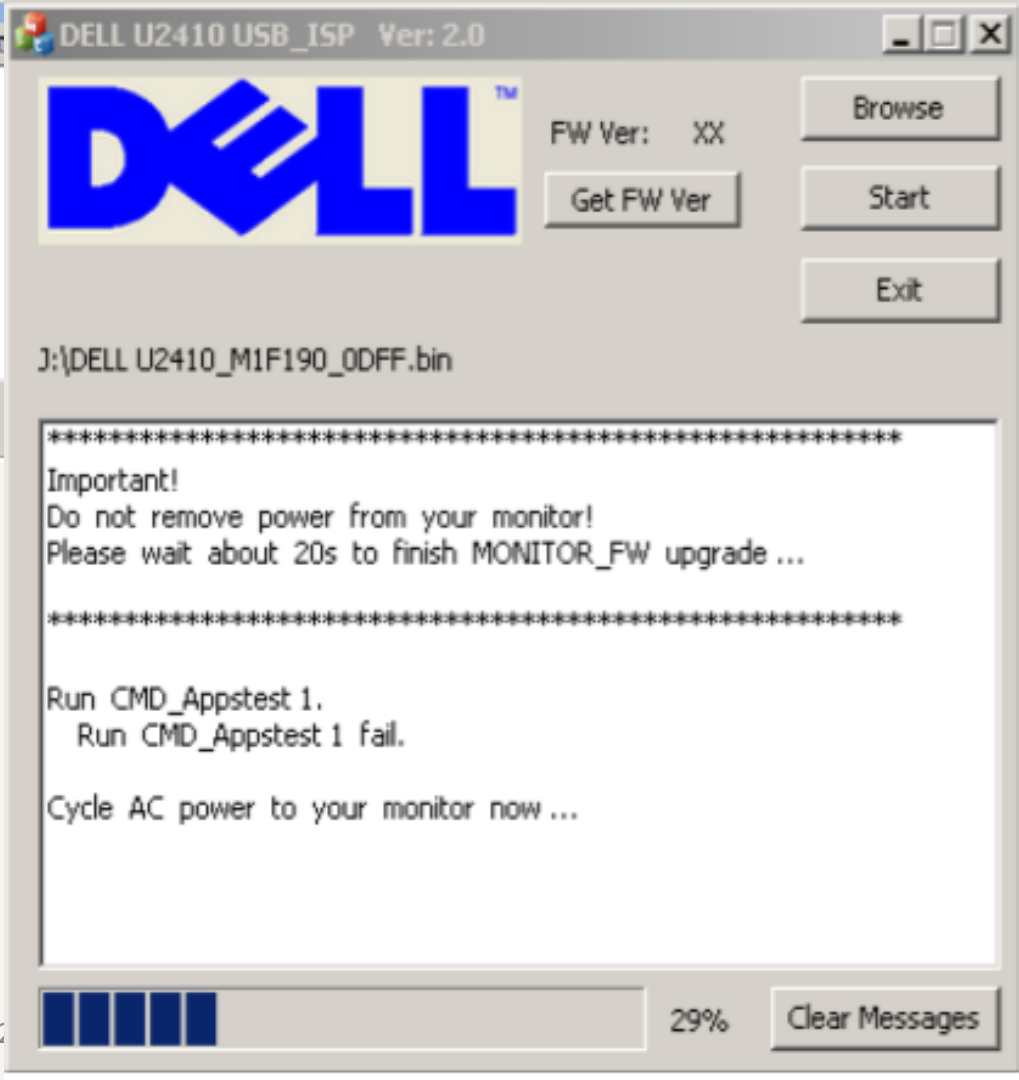 DELL U2410 USB_ISP Ver: 2.0
DELL™
FW Ver: XX
Get FW Ver
Browse
Start
Exit
J:\DELL U2410_M1F190_0DFF.bin
********************************************************
Important!
Do not remove power from your monitor!
Please wait about 20s to finish MONITOR_FW upgrade ...
********************************************************
Run CMD_Appstest 1.
Run CMD_Appstest 1 fail.
Cycle AC power to your monitor now ...
29%
Clear Messages